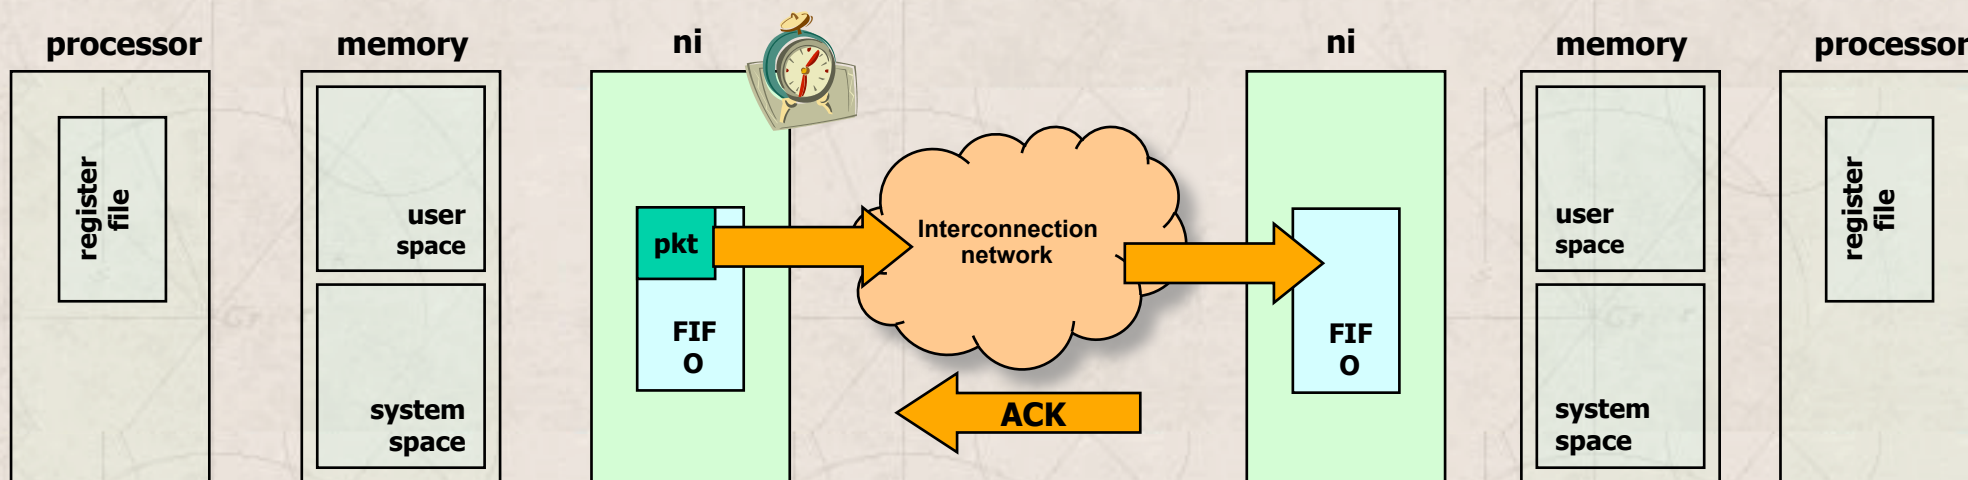 processor
memory
ni
ni
memory
processor
register
file
user
space
system
space
pkt
FIF
O
Interconnection
network
ACK
FIF
O
user
space
system
space
register
file